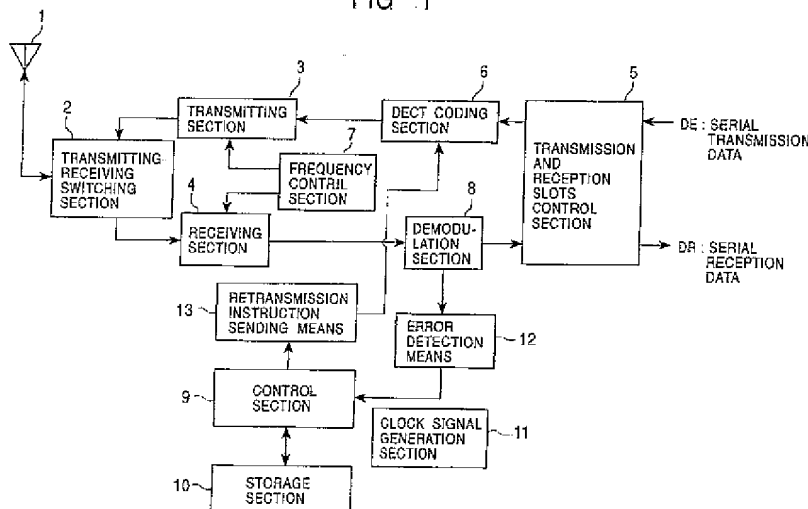 FIG. 1
1
3
TRANSMITTING
SECTION
6
DECT CODING
SECTION
5
TRANSMISSION
AND
RECEPTION
SLOTS
CONTROL
SECTION
DE : SERIAL
TRANSMISSION
DATA
DR : SERIAL
RECEPTION
DATA
2
TRANSMITTING-
RECEIVING
SWITCHING
SECTION
7
FREQUENCY
CONTRIL
SECTION
4
RECEIVING
SECTION
8
DEMODU-
LATION
SECTION
13
RETRANSMISSION
INSTRUCTION
SENDING MEANS
ERROR
DETECTION
MEANS
12
9
CONTROL
SECTION
CLOCK SIGNAL
GENERATION
SECTION
11
10
STORAGE
SECTION